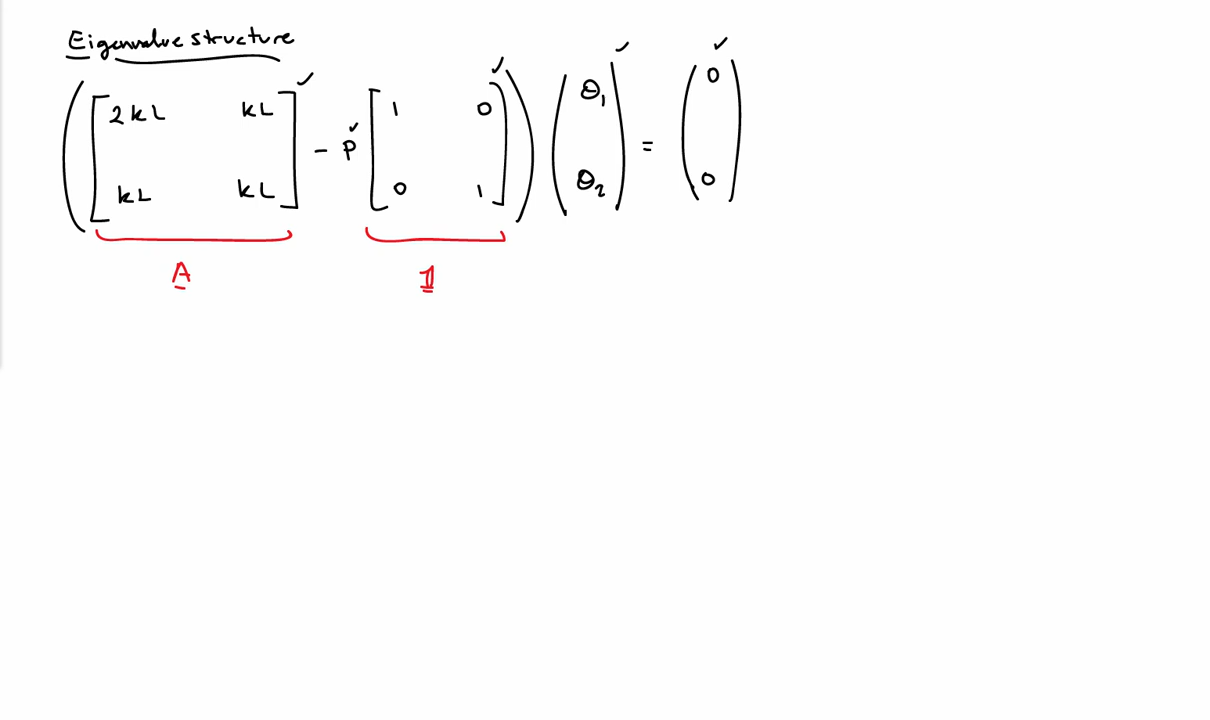 Eigenvalue structure
( [ 2kL kL ; kL kL ] - P [ 1 0 ; 0 1 ] ) ( θ₁ ; θ₂ ) = ( 0 ; 0 )
A 𝟙